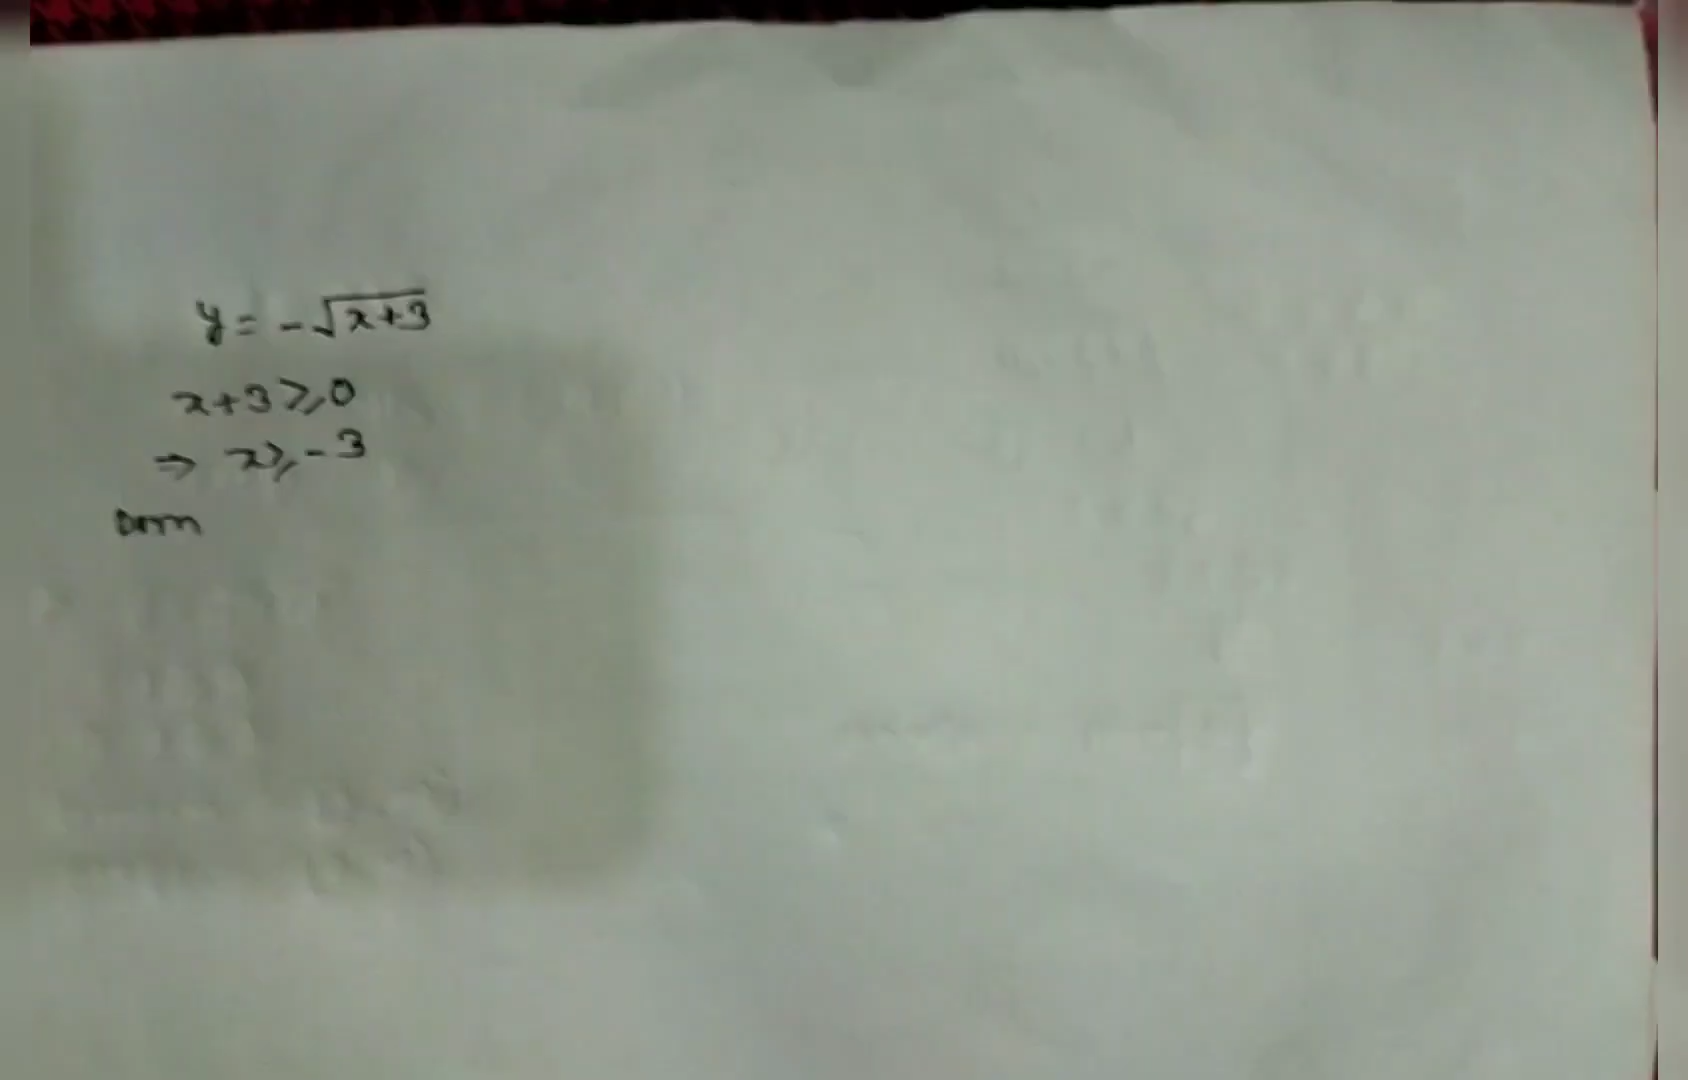 y = -√(x+3)
x+3 ≥ 0
⇒ x ≥ -3
Dom